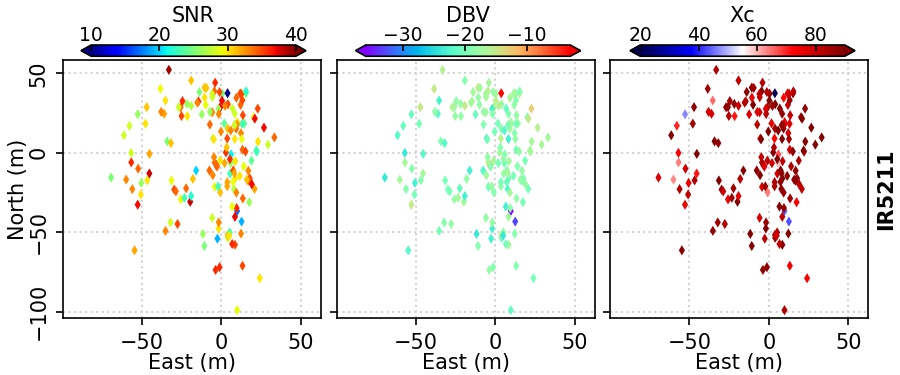 SNR DBV Xc
10 20 30 40 −30 −20 −10 20 40 60 80
50
0
−50
−100
North (m)
−50 0 50 −50 0 50 −50 0 50
East (m) East (m) East (m)
IR5211